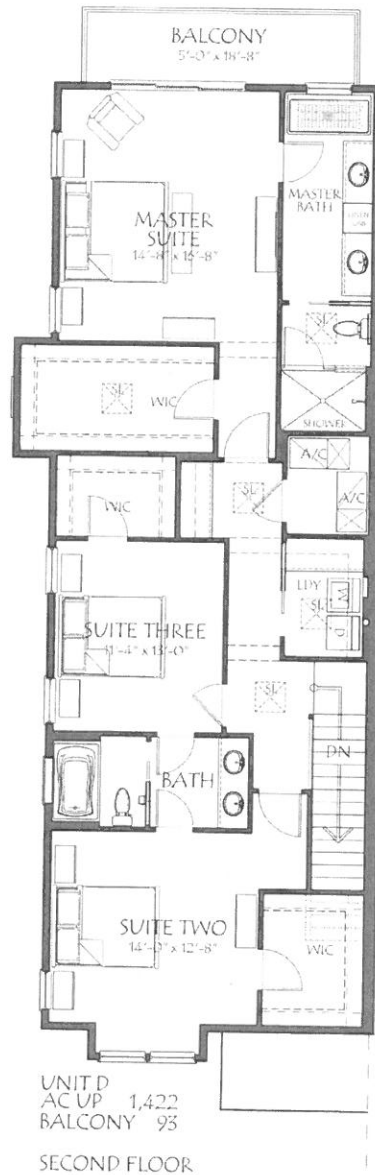 BALCONY
5'-0" x 18'-8"
MASTER
BATH
LINEN
MASTER
SUITE
14'-8" x 15'-8"
SL
SL
WIC
SHOWER
A/C
SL
A/C
WIC
LDY
W
SL
D
SUITE THREE
11'-4" x 13'-0"
SL
DN
BATH
SUITE TWO
14'-0" x 12'-8"
WIC
UNIT D
AC UP 1,422
BALCONY 93
SECOND FLOOR